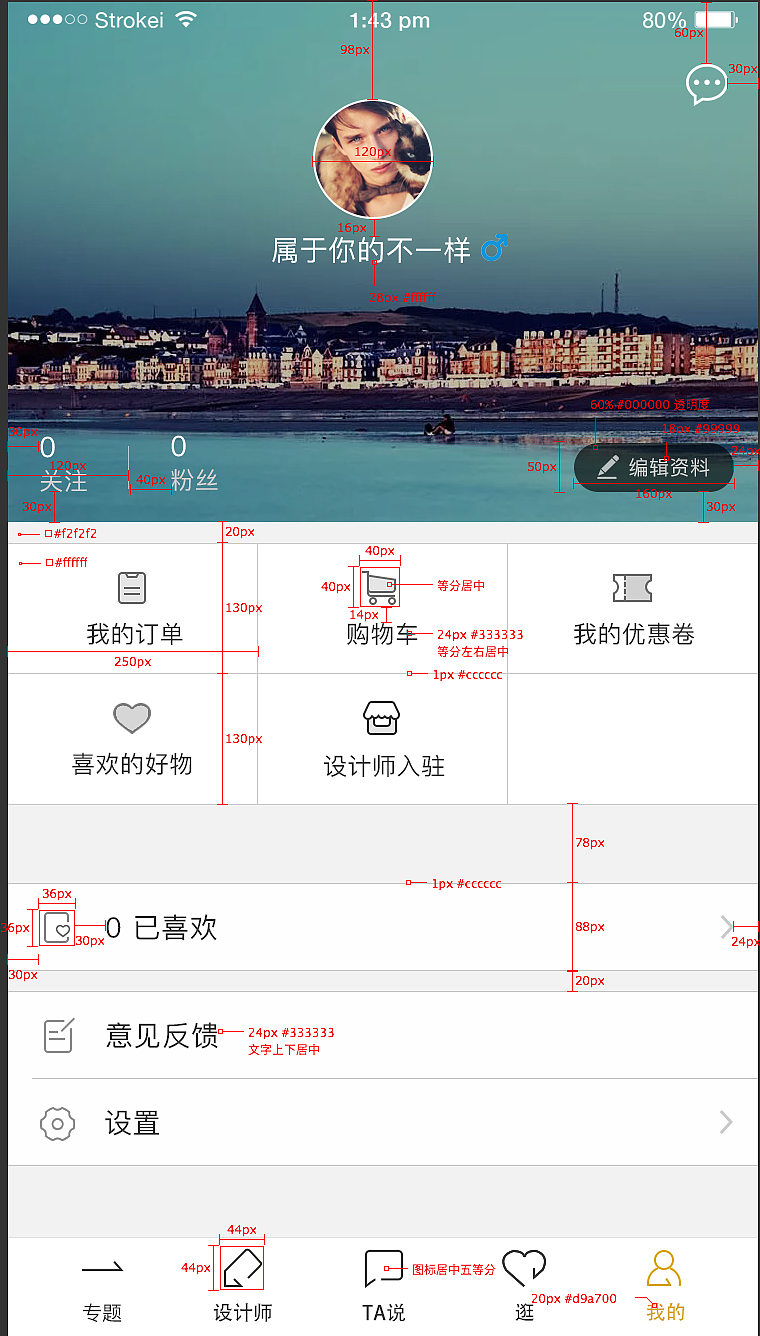 Strokei 1:43 pm 80%
60px
98px
30px
120px
16px
属于你的不一样
28px #ffffff
60%#000000 透明度
18px #99999
30px
0 0
120px
40px
关注 粉丝
50px
编辑资料
24px
160px
30px
30px
#f2f2f2
20px
#ffffff
40px
40px
等分居中
14px
130px
我的订单 购物车 我的优惠卷
24px #333333
等分左右居中
250px
1px #cccccc
130px
喜欢的好物 设计师入驻
78px
1px #cccccc
36px
36px
0 已喜欢
30px
88px
24px
30px
20px
意见反馈
24px #333333
文字上下居中
设置
44px
44px
图标居中五等分
20px #d9a700
专题 设计师 TA说 逛 我的